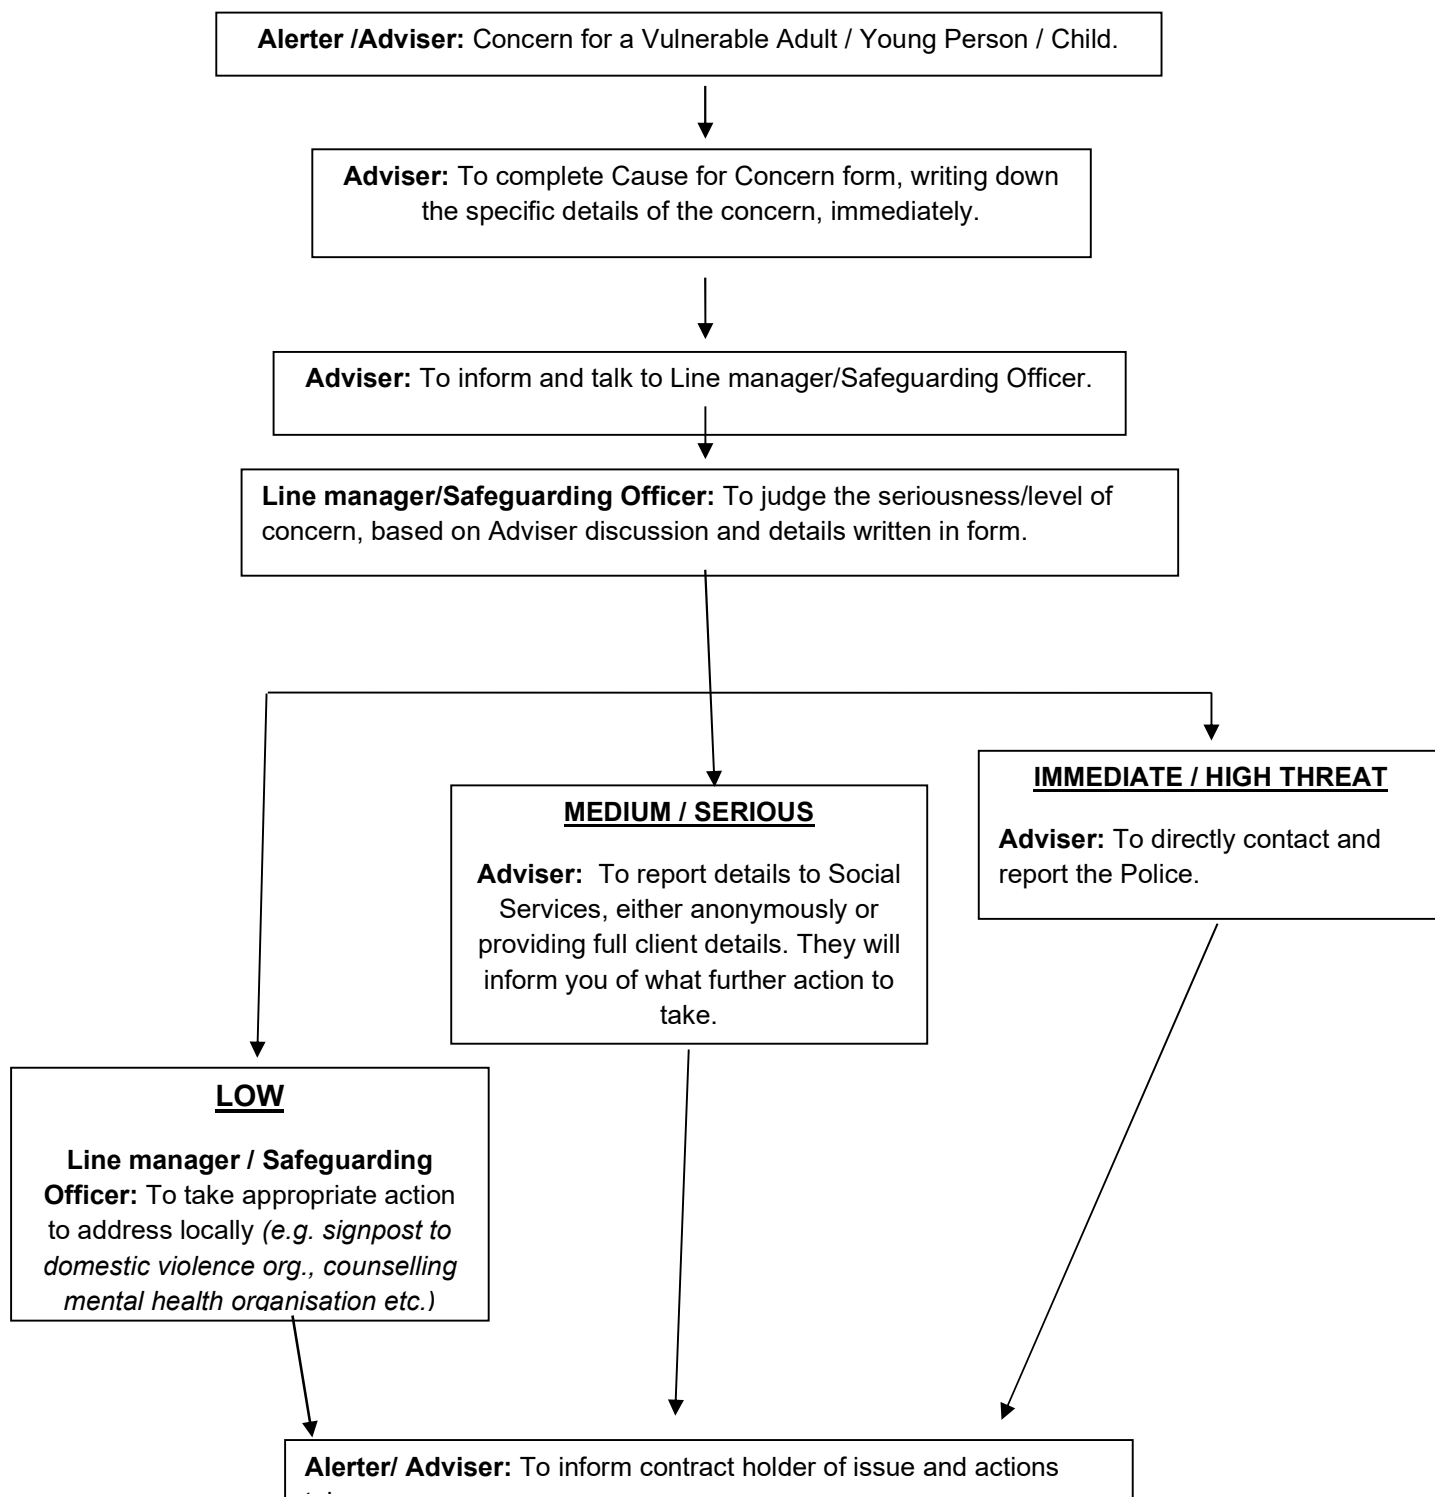 Alerter /Adviser: Concern for a Vulnerable Adult / Young Person / Child.
Adviser: To complete Cause for Concern form, writing down
the specific details of the concern, immediately.
Adviser: To inform and talk to Line manager/Safeguarding Officer.
Line manager/Safeguarding Officer: To judge the seriousness/level of
concern, based on Adviser discussion and details written in form.
IMMEDIATE / HIGH THREAT
Adviser: To directly contact and
report the Police.
MEDIUM / SERIOUS
Adviser:  To report details to Social
Services, either anonymously or
providing full client details. They will
inform you of what further action to
take.
LOW
Line manager / Safeguarding
Officer: To take appropriate action
to address locally (e.g. signpost to
domestic violence org., counselling
mental health organisation etc.)
Alerter/ Adviser: To inform contract holder of issue and actions